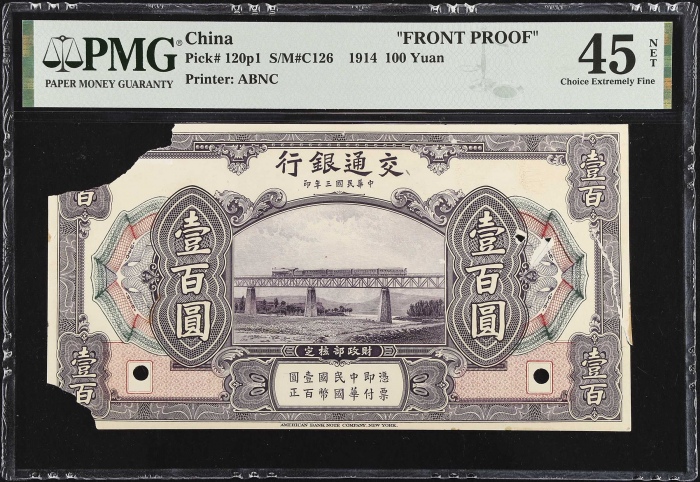 PMG®
PAPER MONEY GUARANTY
China "FRONT PROOF"
Pick# 120p1 S/M#C126 1914 100 Yuan
Printer: ABNC
45 NET
Choice Extremely Fine
交通銀行
中華民國三年印
壹百
壹百圓
壹百圓
財政部核定
憑票
即付
中華
民國
國幣
壹百
圓正
壹百
壹百
AMERICAN BANK NOTE COMPANY, NEW YORK.